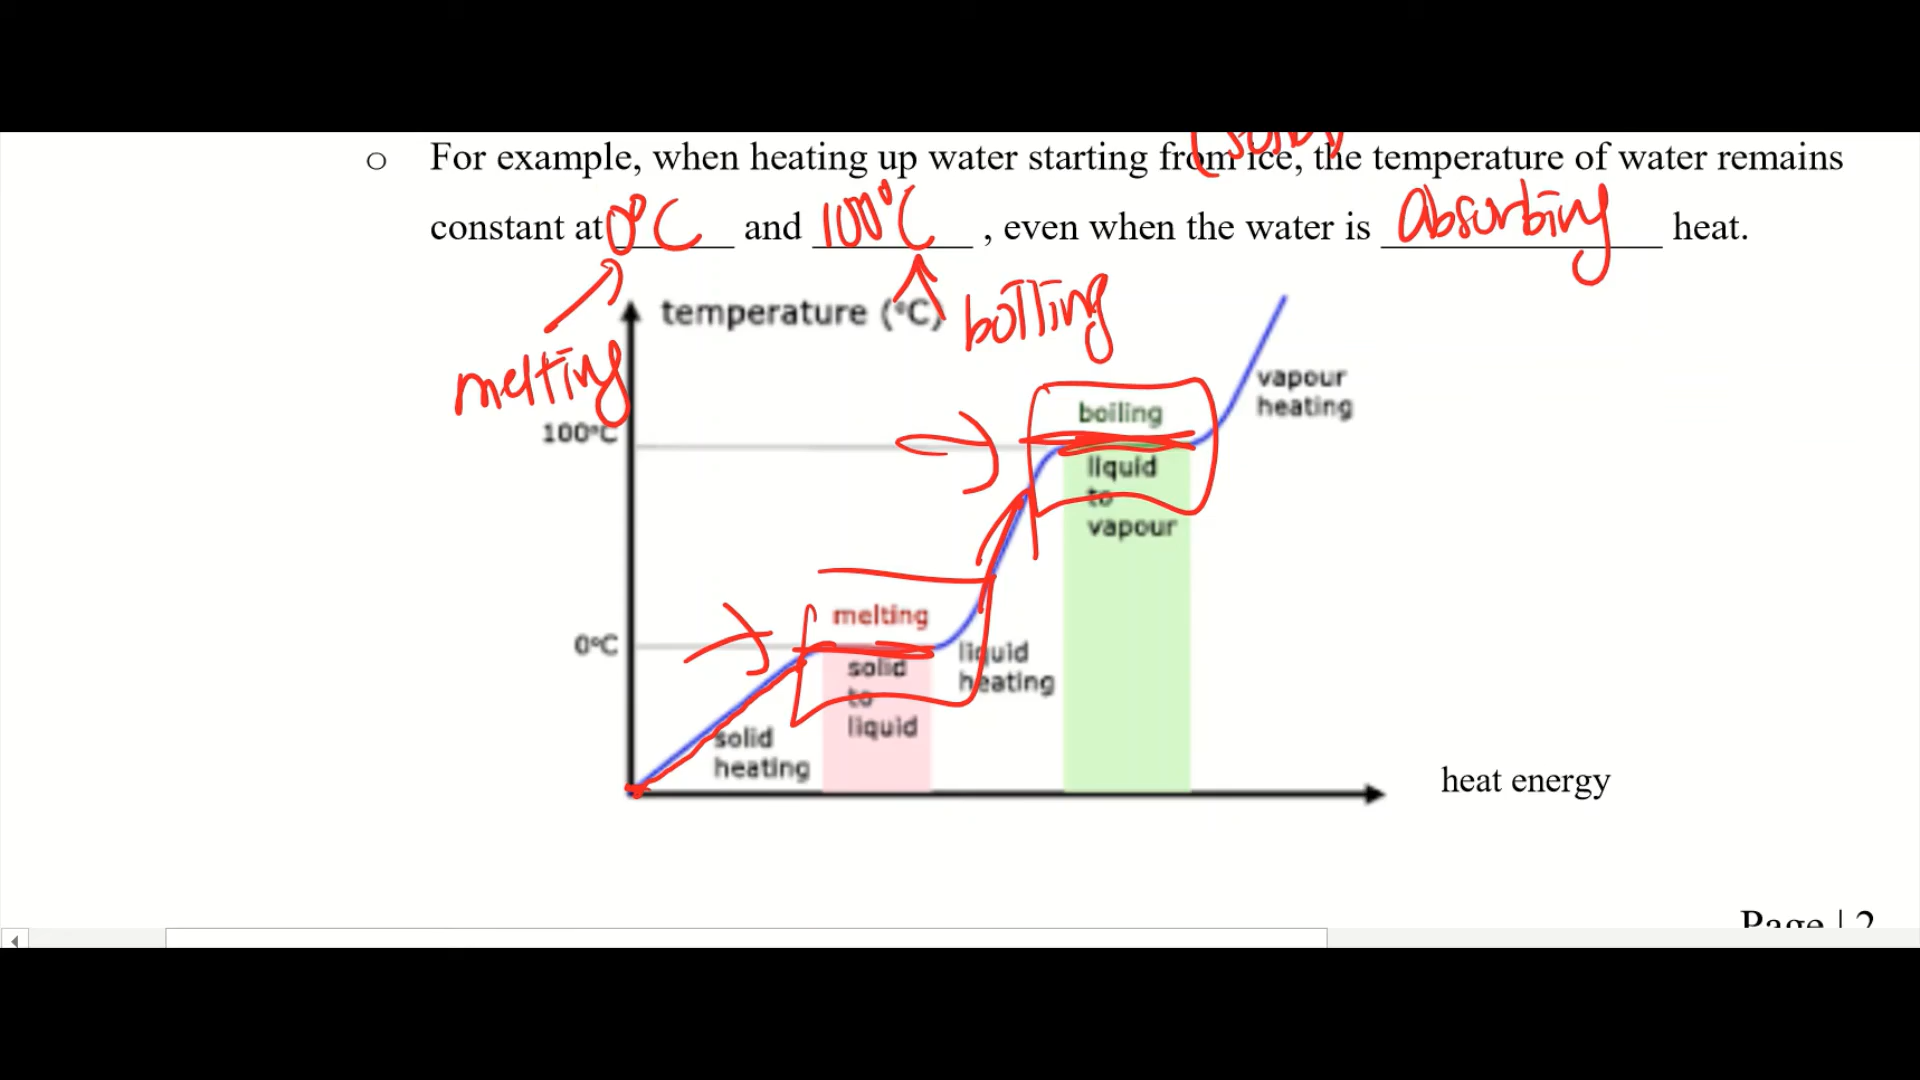 (solid)
o For example, when heating up water starting from ice, the temperature of water remains
constant at 0°C and 100°C, even when the water is absorbing heat.
temperature (°C)
boiling
melting
vapour
heating
100°C
boiling
liquid
to
vapour
melting
0°C
solid
to
liquid
liquid
heating
solid
heating
heat energy
Page | 2